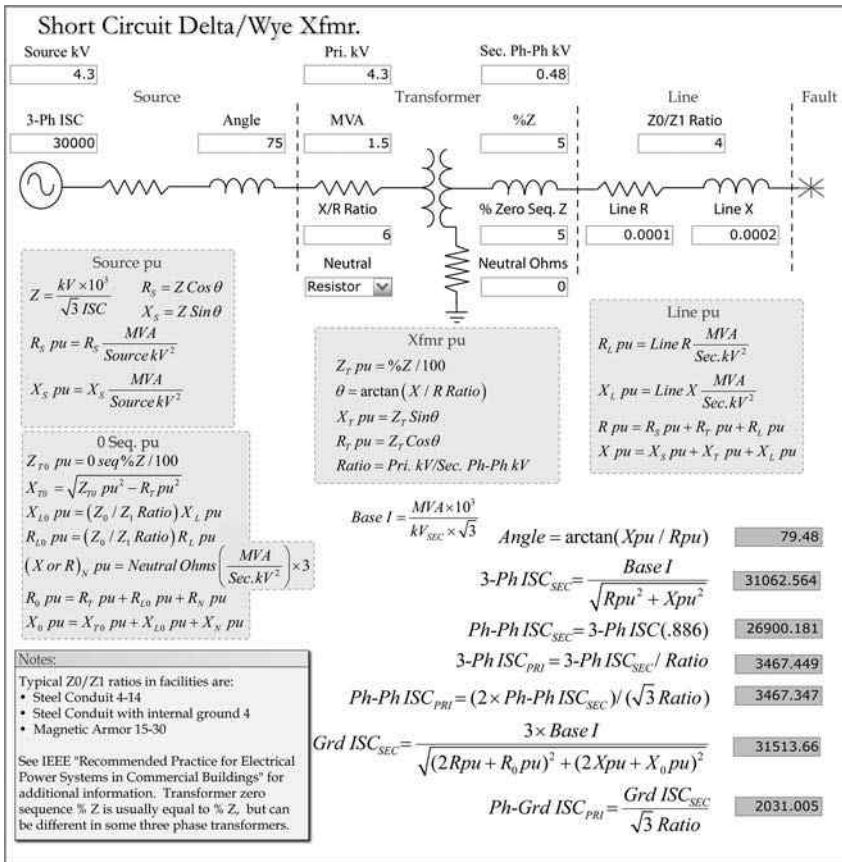 Short Circuit Delta/Wye Xfmr.
Source kV
Pri. kV
Sec. Ph-Ph kV
4.3
4.3
0.48
Source
Transformer
Line
Fault
3-Ph ISC
Angle
MVA
%Z
Z0/Z1 Ratio
30000
75
1.5
5
4
X/R Ratio
% Zero Seq. Z
Line R
Line X
6
5
0.0001
0.0002
Neutral
Neutral Ohms
Resistor
0
Source pu
Z = kV × 10³ / √3 ISC
R_S = Z Cos θ
X_S = Z Sin θ
R_S pu = R_S MVA / Source kV²
X_S pu = X_S MVA / Source kV²
Xfmr pu
Z_T pu = %Z / 100
θ = arctan(X / R Ratio)
X_T pu = Z_T Sinθ
R_T pu = Z_T Cosθ
Ratio = Pri. kV/Sec. Ph-Ph kV
Line pu
R_L pu = Line R MVA / Sec.kV²
X_L pu = Line X MVA / Sec.kV²
R pu = R_S pu + R_T pu + R_L pu
X pu = X_S pu + X_T pu + X_L pu
0 Seq. pu
Z_T0 pu = 0 seq%Z / 100
X_T0 = √(Z_T0 pu² − R_T pu²)
X_L0 pu = (Z_0 / Z_1 Ratio) X_L pu
R_L0 pu = (Z_0 / Z_1 Ratio) R_L pu
(X or R)_N pu = Neutral Ohms (MVA / Sec.kV²) × 3
R_0 pu = R_T pu + R_L0 pu + R_N pu
X_0 pu = X_T0 pu + X_L0 pu + X_N pu
Base I = MVA × 10³ / kV_SEC × √3
Angle = arctan(Xpu / Rpu)
79.48
3-Ph ISC_SEC = Base I / √(Rpu² + Xpu²)
31062.564
Ph-Ph ISC_SEC = 3-Ph ISC(.886)
26900.181
3-Ph ISC_PRI = 3-Ph ISC_SEC / Ratio
3467.449
Ph-Ph ISC_PRI = (2 × Ph-Ph ISC_SEC) / (√3 Ratio)
3467.347
Grd ISC_SEC = 3 × Base I / √((2Rpu + R_0 pu)² + (2Xpu + X_0 pu)²)
31513.66
Ph-Grd ISC_PRI = Grd ISC_SEC / √3 Ratio
2031.005
Notes:
Typical Z0/Z1 ratios in facilities are:
• Steel Conduit 4-14
• Steel Conduit with internal ground 4
• Magnetic Armor 15-30
See IEEE "Recommended Practice for Electrical
Power Systems in Commercial Buildings" for
additional information. Transformer zero
sequence % Z is usually equal to % Z, but can
be different in some three phase transformers.